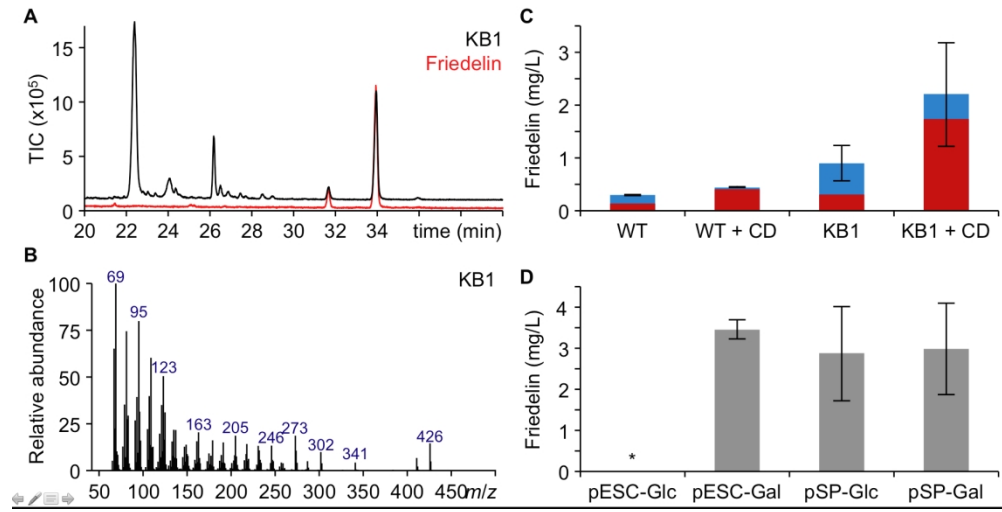 A
KB1
Friedelin
TIC (x10⁵)
15
10
5
0
20 22 24 26 28 30 32 34 time (min)
B
KB1
Relative abundance
100
75
50
25
0
69
95
123
163
205
246
273
302
341
426
50 100 150 200 250 300 350 400 450 m/z
C
Friedelin (mg/L)
3
2
1
0
WT WT + CD KB1 KB1 + CD
D
Friedelin (mg/L)
4
3
2
1
0
*
pESC-Glc pESC-Gal pSP-Glc pSP-Gal